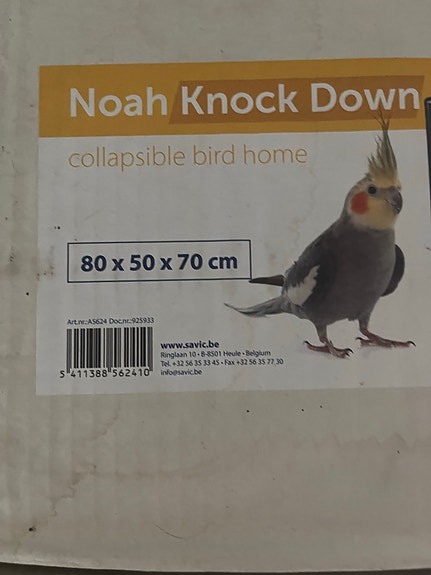 Noah Knock Down
collapsible bird home
80 x 50 x 70 cm
Art.nr.:A5624 Doc.nr.:925933
5 411388 562410
www.savic.be
Ringlaan 10 • B-8501 Heule • Belgium
Tel. +32 56 35 33 45 • Fax +32 56 35 77 30
info@savic.be